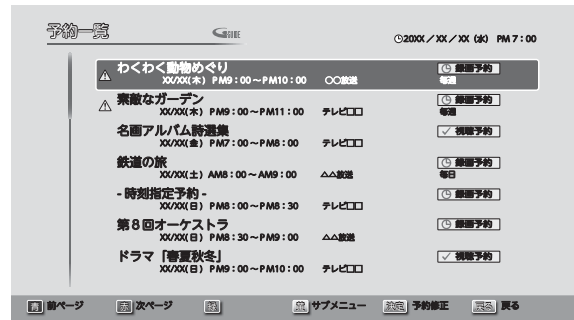 予約一覧 GGUIDE 20XX／XX／XX (水) PM 7：00
わくわく動物めぐり 録画予約
XX/XX(木) PM9：00～PM10：00 ○○放送 毎週
素敵なガーデン 録画予約
XX/XX(木) PM9：00～PM11：00 テレビ□□ 毎週
名画アルバム詩選集 視聴予約
XX/XX(金) PM7：00～PM8：00 テレビ□□
鉄道の旅 録画予約
XX/XX(土) AM8：00～AM9：00 △△放送 毎日
- 時刻指定予約 - 録画予約
XX/XX(日) PM8：00～PM8：30 テレビ□□
第8回オーケストラ 録画予約
XX/XX(日) PM8：30～PM9：00 △△放送
ドラマ「春夏秋冬」 視聴予約
XX/XX(日) PM9：00～PM10：00 テレビ□□
青 前ページ 赤 次ページ 緑 黄 サブメニュー 決定 予約修正 戻る 戻る